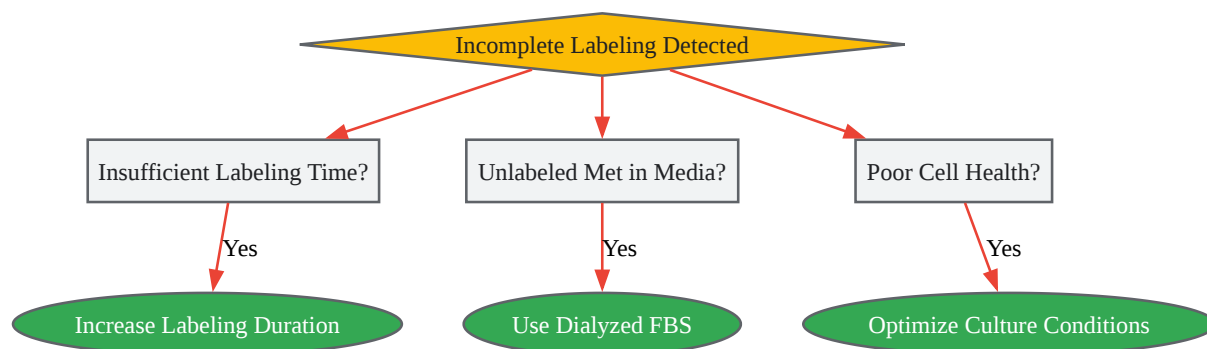 Incomplete Labeling Detected
Insufficient Labeling Time?
Unlabeled Met in Media?
Poor Cell Health?
Yes
Yes
Yes
Increase Labeling Duration
Use Dialyzed FBS
Optimize Culture Conditions